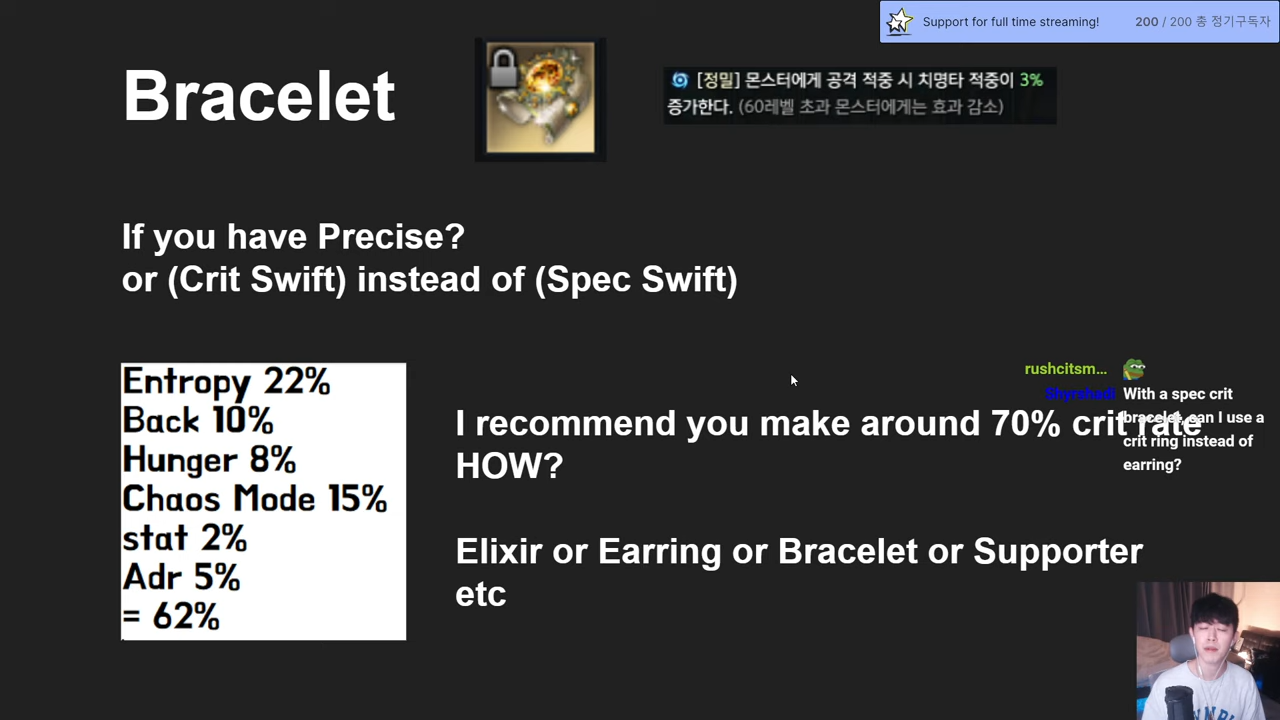 Support for full time streaming! 200 / 200 총 정기구독자
Bracelet
[정밀] 몬스터에게 공격 적중 시 치명타 적중이 3%
증가한다. (60레벨 초과 몬스터에게는 효과 감소)
If you have Precise?
or (Crit Swift) instead of (Spec Swift)
Entropy 22%
Back 10%
Hunger 8%
Chaos Mode 15%
stat 2%
Adr 5%
= 62%
I recommend you make around 70% crit rate
HOW?
Elixir or Earring or Bracelet or Supporter
etc
rushcitsm...
Shyrshadi
With a spec crit
bracelet, can I use a
crit ring instead of
earring?